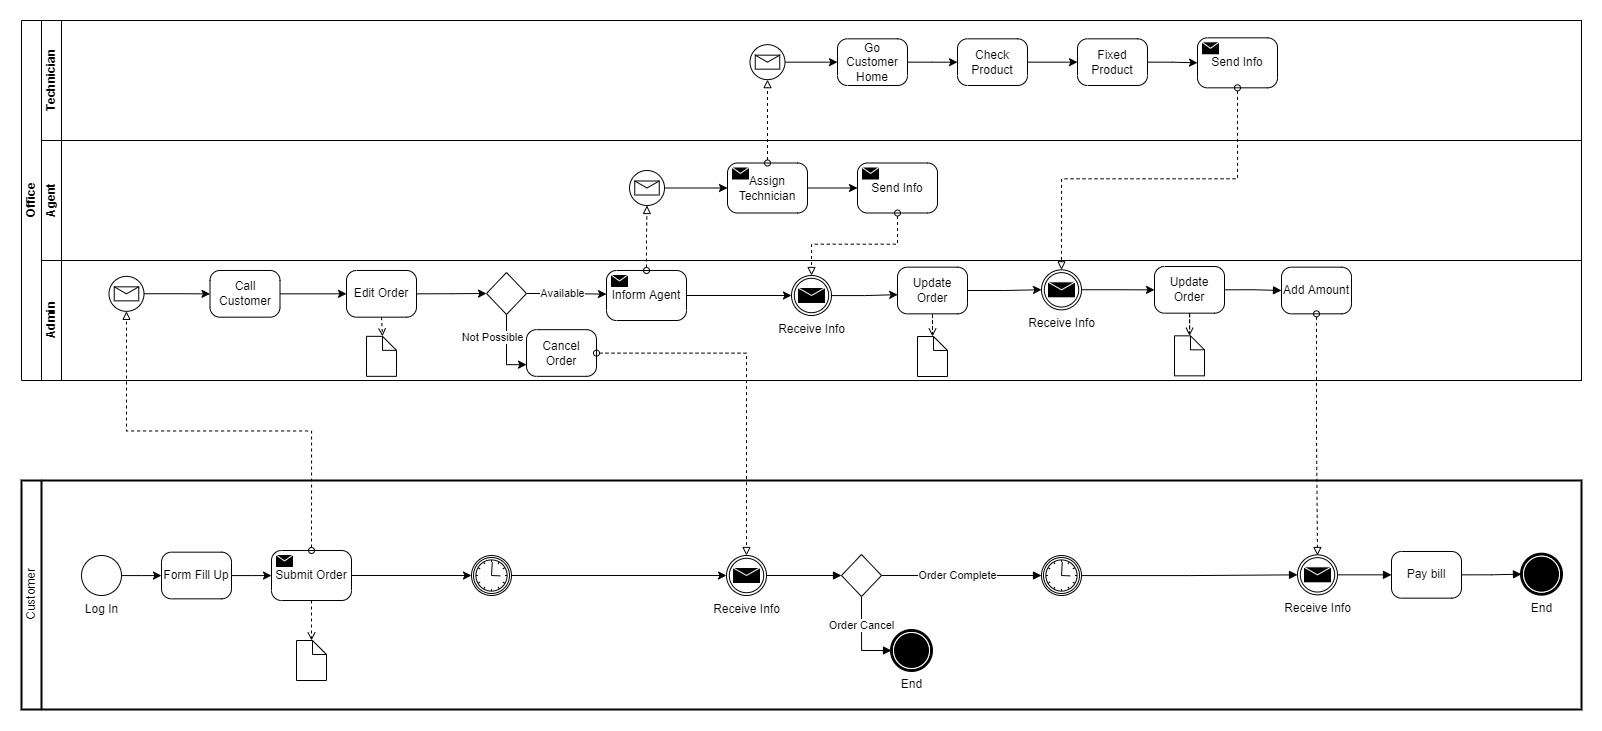 Office
Technician
Go
Customer
Home
Check
Product
Fixed
Product
Send Info
Agent
Assign
Technician
Send Info
Admin
Call
Customer
Edit Order
Available
Not Possible
Cancel
Order
Inform Agent
Receive Info
Update
Order
Receive Info
Update
Order
Add Amount
Customer
Log In
Form Fill Up
Submit Order
Receive Info
Order Complete
Order Cancel
End
Receive Info
Pay bill
End